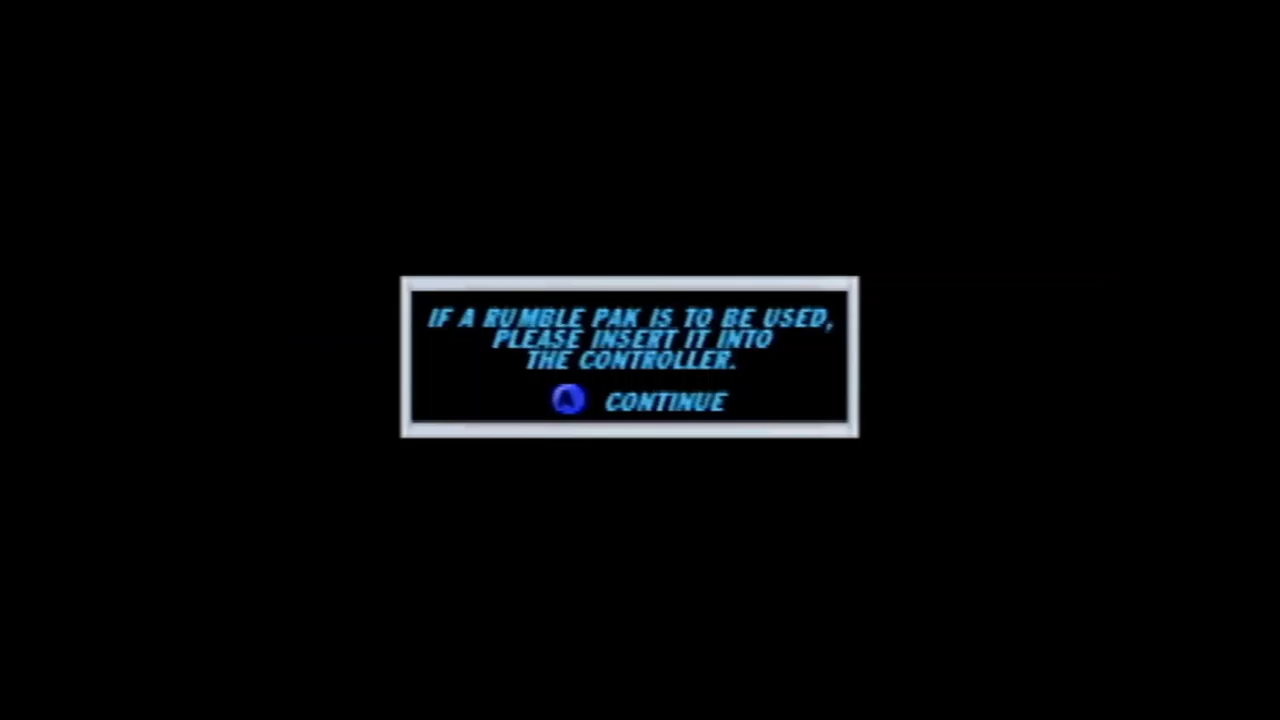 IF A RUMBLE PAK IS TO BE USED,
PLEASE INSERT IT INTO
THE CONTROLLER.
A CONTINUE